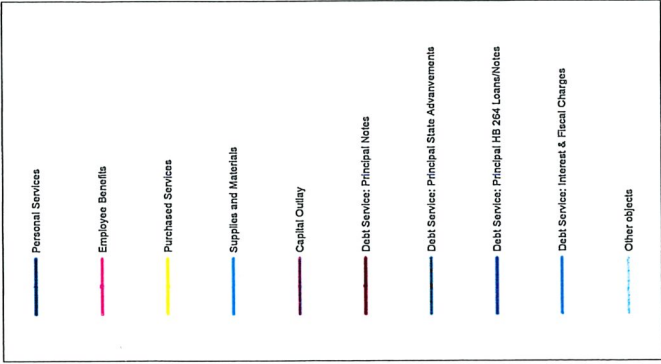 Personal Services
Employee Benefits
Purchased Services
Supplies and Materials
Capital Outlay
Debt Service: Principal Notes
Debt Service: Principal State Advanvements
Debt Service: Principal HB 264 Loans/Notes
Debt Service: Interest & Fiscal Charges
Other objects